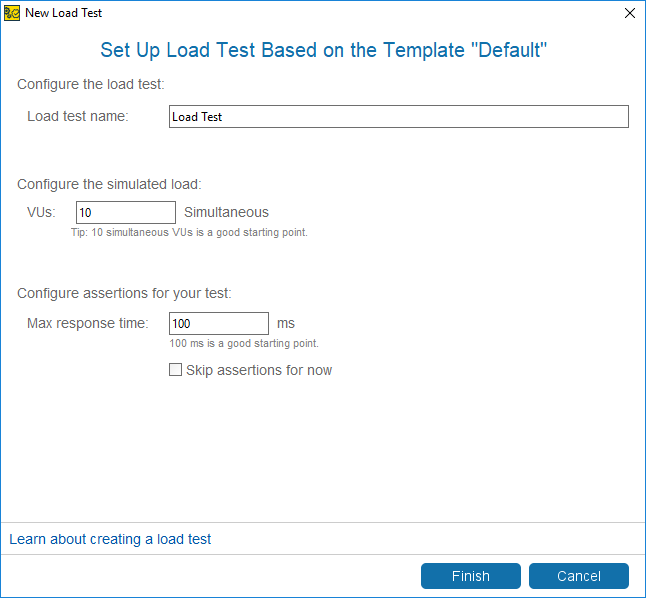 New Load Test
Set Up Load Test Based on the Template "Default"
Configure the load test:
Load test name: Load Test
Configure the simulated load:
VUs: 10 Simultaneous
Tip: 10 simultaneous VUs is a good starting point.
Configure assertions for your test:
Max response time: 100 ms
100 ms is a good starting point.
Skip assertions for now
Learn about creating a load test
Finish Cancel